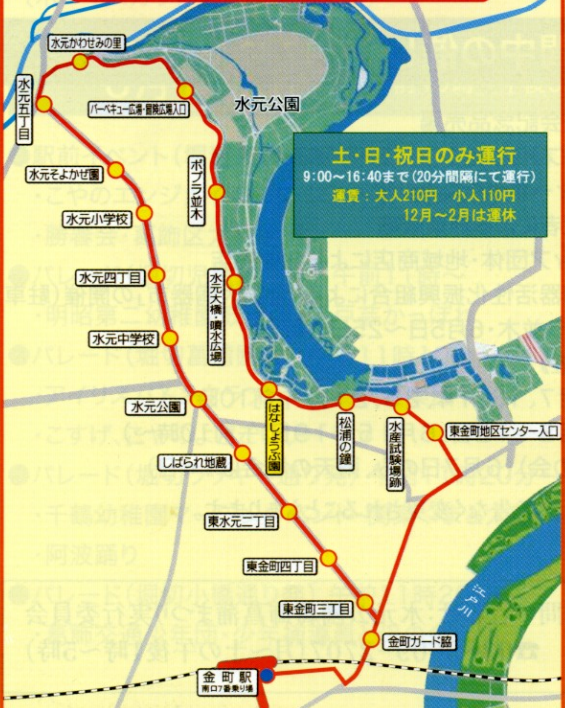 水元かわせみの里
水元五丁目
バーベキュー広場・冒険広場入口
水元公園
土・日・祝日のみ運行
9:00～16:40まで(20分間隔にて運行)
運賃：大人210円　小人110円
12月～2月は運休
水元そよかぜ園
ポプラ並木
水元小学校
水元四丁目
水元大橋・噴水広場
水元中学校
水元公園
はなしょうぶ園
松浦の鐘
水産試験場跡
東金町地区センター入口
しばられ地蔵
東水元二丁目
東金町四丁目
東金町三丁目
江戸川
金町ガード脇
金町駅
南口7番乗り場